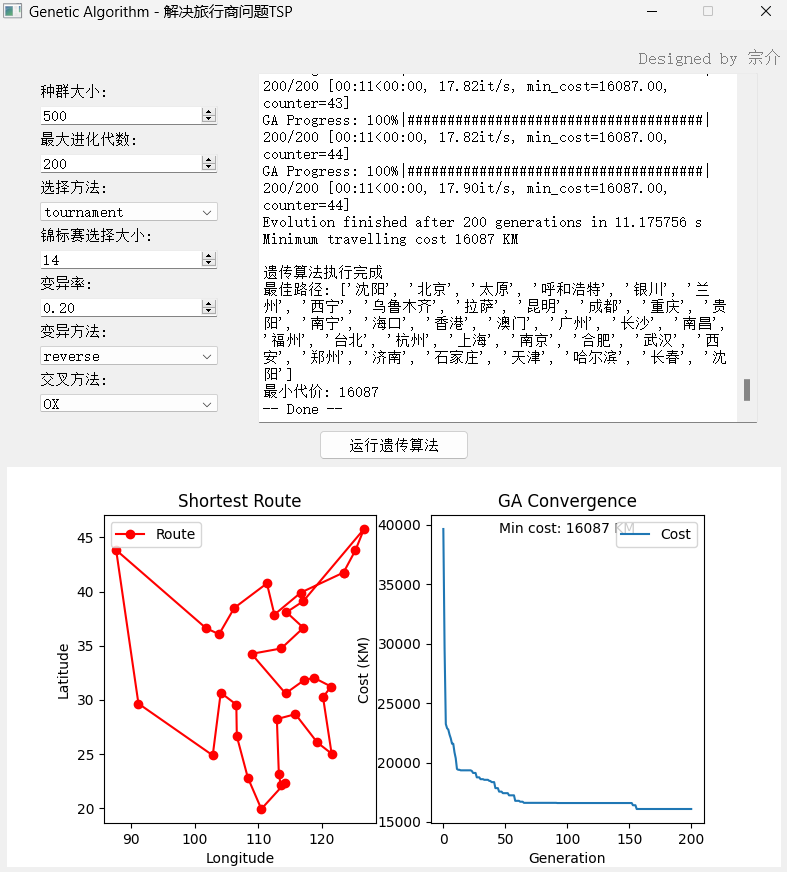 Genetic Algorithm - 解决旅行商问题TSP
Designed by 宗介
种群大小:
500
最大进化代数:
200
选择方法:
tournament
锦标赛选择大小:
14
变异率:
0.20
变异方法:
reverse
交叉方法:
OX
200/200 [00:11<00:00, 17.82it/s, min_cost=16087.00,
counter=43]
GA Progress: 100%|#####################################|
200/200 [00:11<00:00, 17.82it/s, min_cost=16087.00,
counter=44]
GA Progress: 100%|#####################################|
200/200 [00:11<00:00, 17.90it/s, min_cost=16087.00,
counter=44]
Evolution finished after 200 generations in 11.175756 s
Minimum travelling cost 16087 KM
遗传算法执行完成
最佳路径: ['沈阳', '北京', '太原', '呼和浩特', '银川', '兰
州', '西宁', '乌鲁木齐', '拉萨', '昆明', '成都', '重庆', '贵
阳', '南宁', '海口', '香港', '澳门', '广州', '长沙', '南昌',
'福州', '台北', '杭州', '上海', '南京', '合肥', '武汉', '西
安', '郑州', '济南', '石家庄', '天津', '哈尔滨', '长春', '沈
阳']
最小代价: 16087
-- Done --
运行遗传算法
Shortest Route
Route
45
40
35
30
25
20
Latitude
90
100
110
120
Longitude
GA Convergence
Min cost: 16087 KM
Cost
40000
35000
30000
25000
20000
15000
Cost (KM)
0
50
100
150
200
Generation